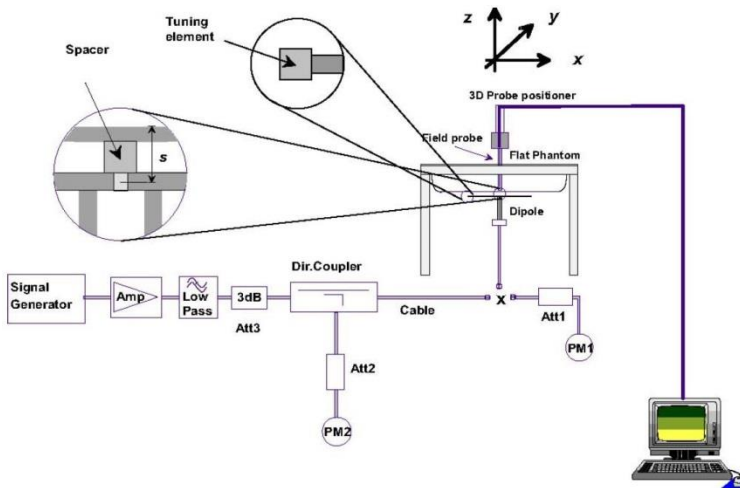 Tuning
element
Spacer
s
z
y
x
3D Probe positioner
Field probe
Flat Phantom
Dipole
Signal
Generator
Amp
Low
Pass
3dB
Att3
Dir.Coupler
Cable
x
Att1
PM1
Att2
PM2